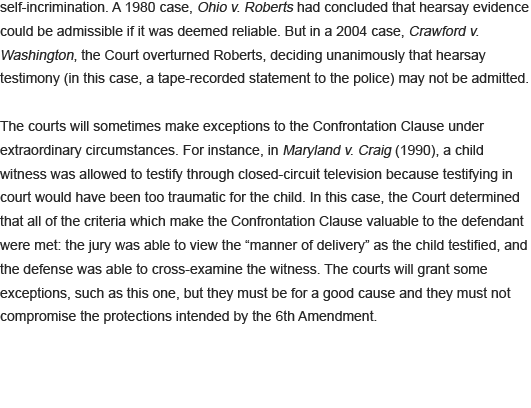 self-incrimination. A 1980 case, Ohio v. Roberts had concluded that hearsay evidence
could be admissible if it was deemed reliable. But in a 2004 case, Crawford v.
Washington, the Court overturned Roberts, deciding unanimously that hearsay
testimony (in this case, a tape-recorded statement to the police) may not be admitted.
The courts will sometimes make exceptions to the Confrontation Clause under
extraordinary circumstances. For instance, in Maryland v. Craig (1990), a child
witness was allowed to testify through closed-circuit television because testifying in
court would have been too traumatic for the child. In this case, the Court determined
that all of the criteria which make the Confrontation Clause valuable to the defendant
were met: the jury was able to view the “manner of delivery” as the child testified, and
the defense was able to cross-examine the witness. The courts will grant some
exceptions, such as this one, but they must be for a good cause and they must not
compromise the protections intended by the 6th Amendment.